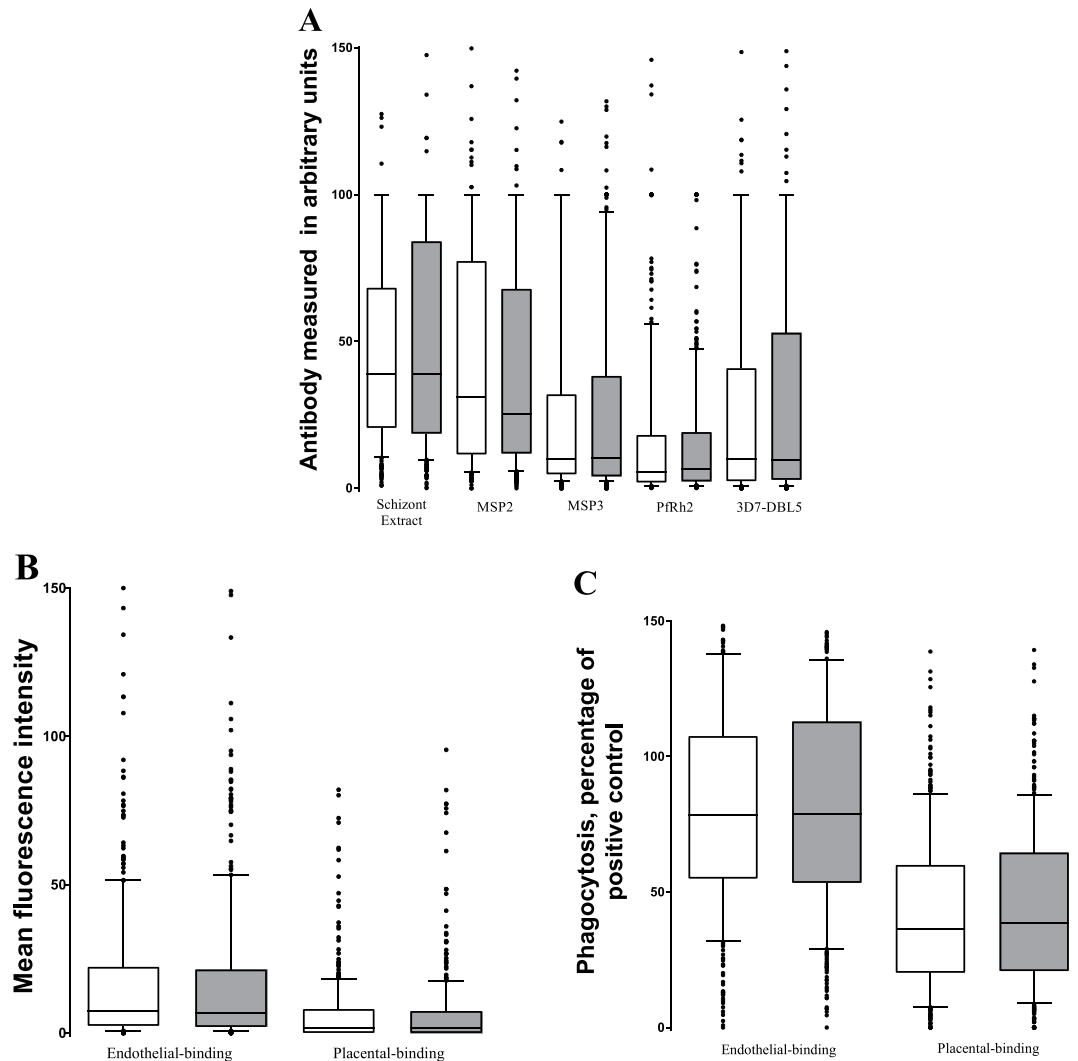 A
Antibody measured in arbitrary units
150
100
50
0
Schizont
Extract
MSP2
MSP3
PfRh2
3D7-DBL5
B
Mean fluorescence intensity
150
100
50
0
Endothelial-binding
Placental-binding
C
Phagocytosis, percentage of
positive control
150
100
50
0
Endothelial-binding
Placental-binding